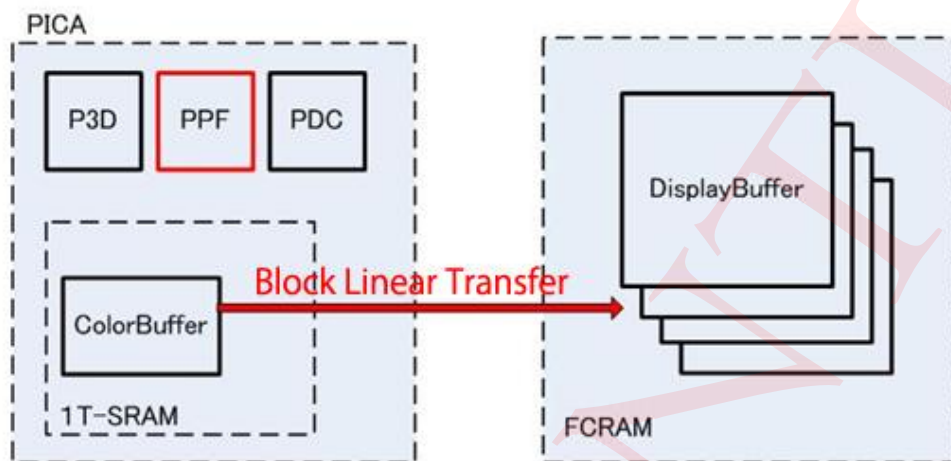 PICA
P3D
PPF
PDC
ColorBuffer
1T-SRAM
Block Linear Transfer
DisplayBuffer
FCRAM